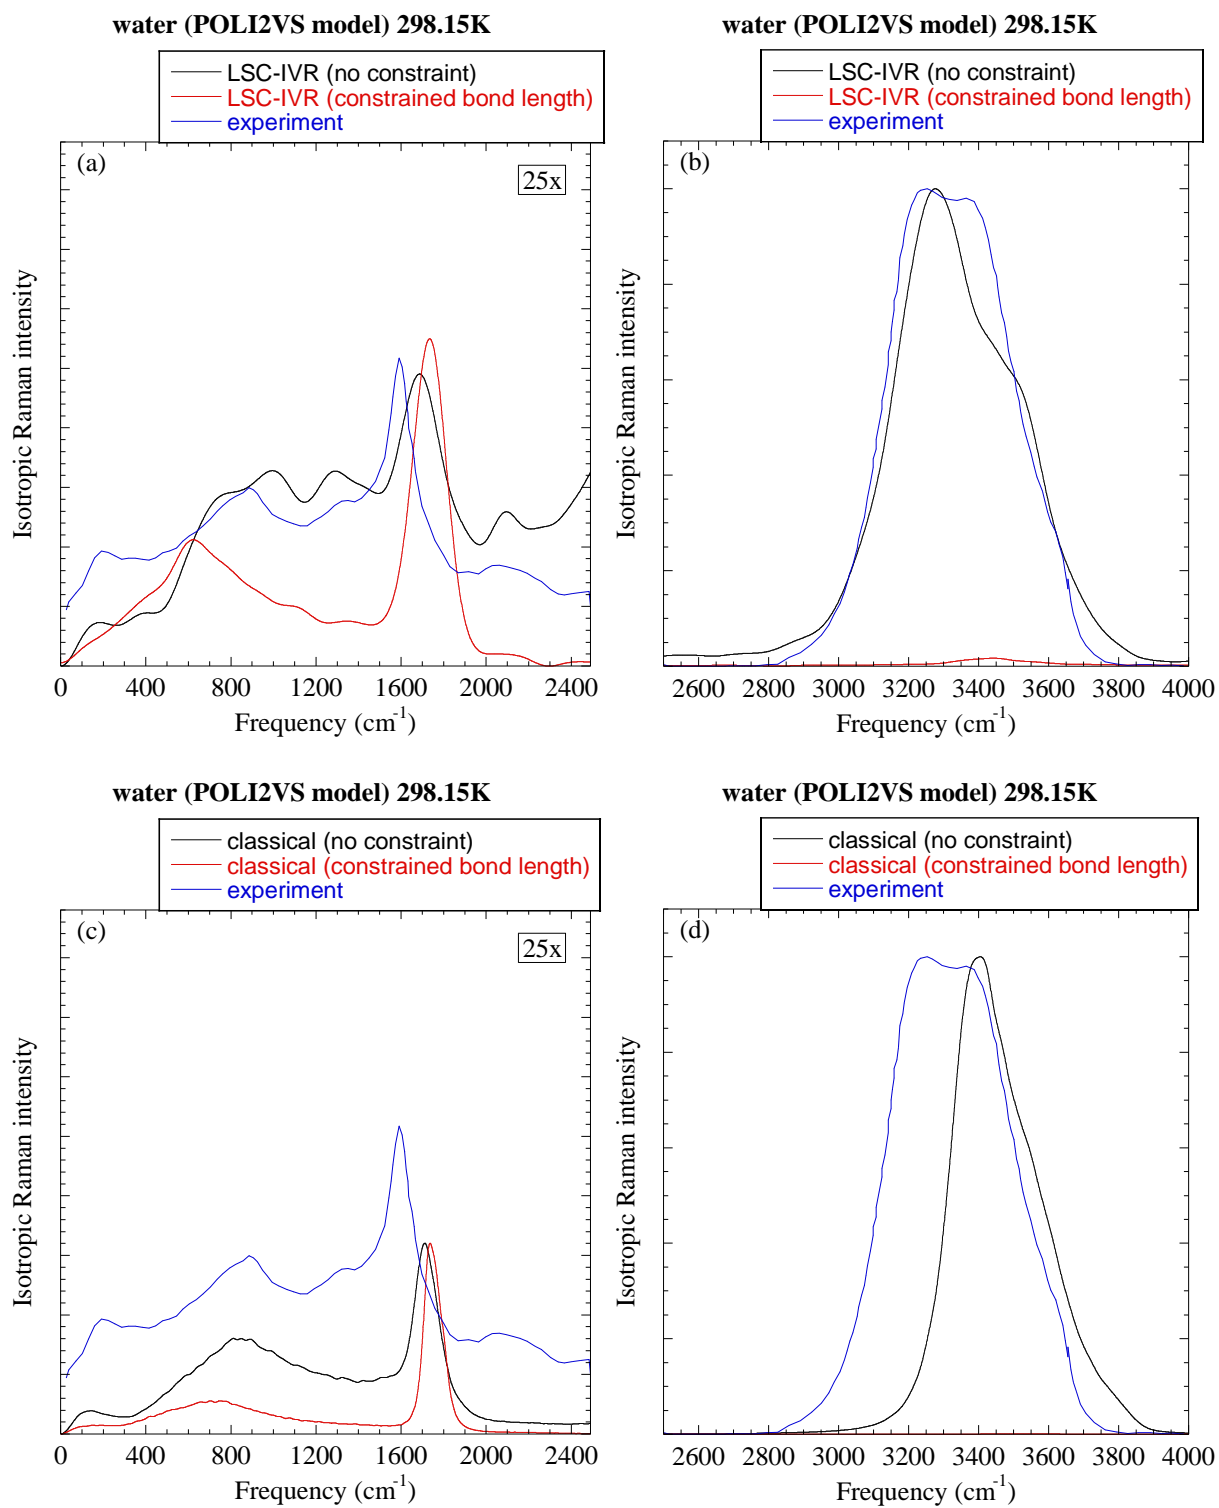 water (POLI2VS model) 298.15K
LSC-IVR (no constraint)
LSC-IVR (constrained bond length)
experiment
(a)
25x
Isotropic Raman intensity
0 400 800 1200 1600 2000 2400
Frequency (cm-1)
water (POLI2VS model) 298.15K
LSC-IVR (no constraint)
LSC-IVR (constrained bond length)
experiment
(b)
Isotropic Raman intensity
2600 2800 3000 3200 3400 3600 3800 4000
Frequency (cm-1)
water (POLI2VS model) 298.15K
classical (no constraint)
classical (constrained bond length)
experiment
(c)
25x
Isotropic Raman intensity
0 400 800 1200 1600 2000 2400
Frequency (cm-1)
water (POLI2VS model) 298.15K
classical (no constraint)
classical (constrained bond length)
experiment
(d)
Isotropic Raman intensity
2600 2800 3000 3200 3400 3600 3800 4000
Frequency (cm-1)